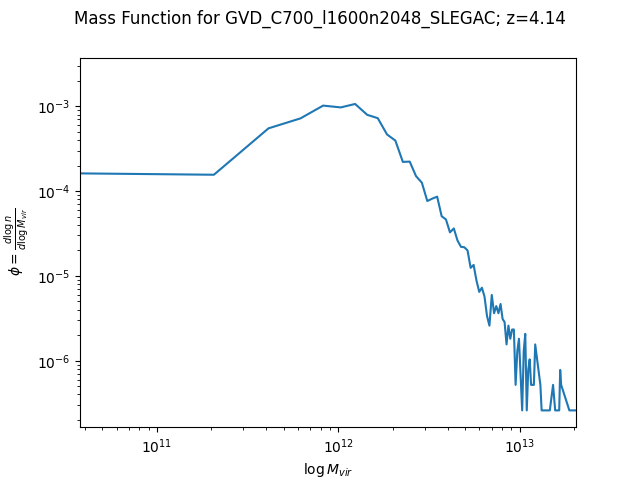 Mass Function for GVD_C700_l1600n2048_SLEGAC; z=4.14
10⁻³
10⁻⁴
10⁻⁵
10⁻⁶
ϕ = d log n / d log M_vir
10¹¹
10¹²
10¹³
log M_vir